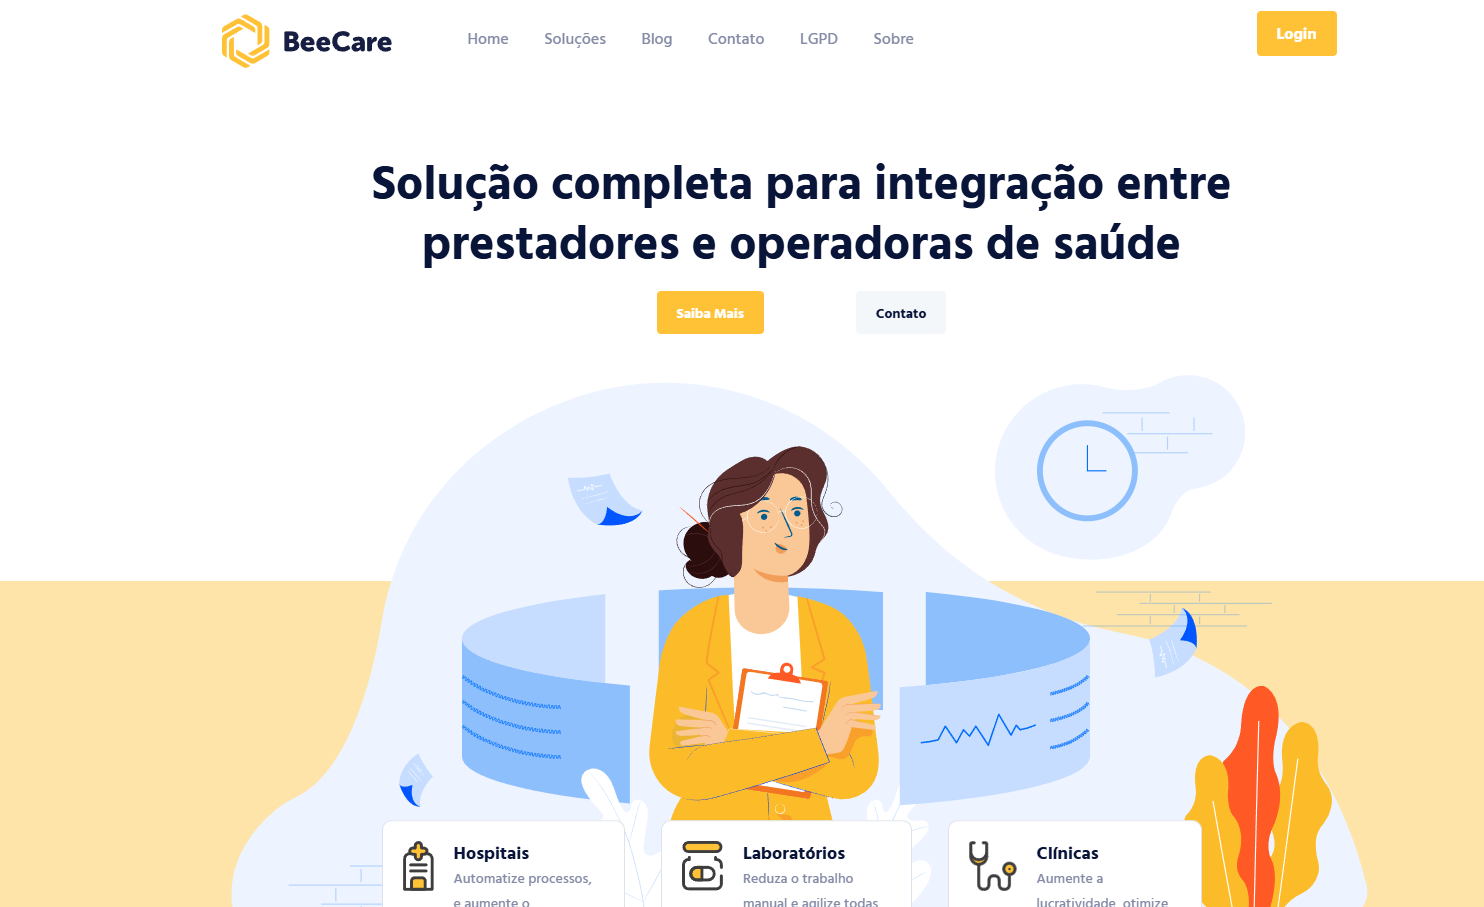 BeeCare
Home Soluções Blog Contato LGPD Sobre
Login
Solução completa para integração entre
prestadores e operadoras de saúde
Saiba Mais
Contato
Hospitais
Automatize processos,
e aumente o
Laboratórios
Reduza o trabalho
manual e agilize todas
Clínicas
Aumente a
lucratividade, otimize